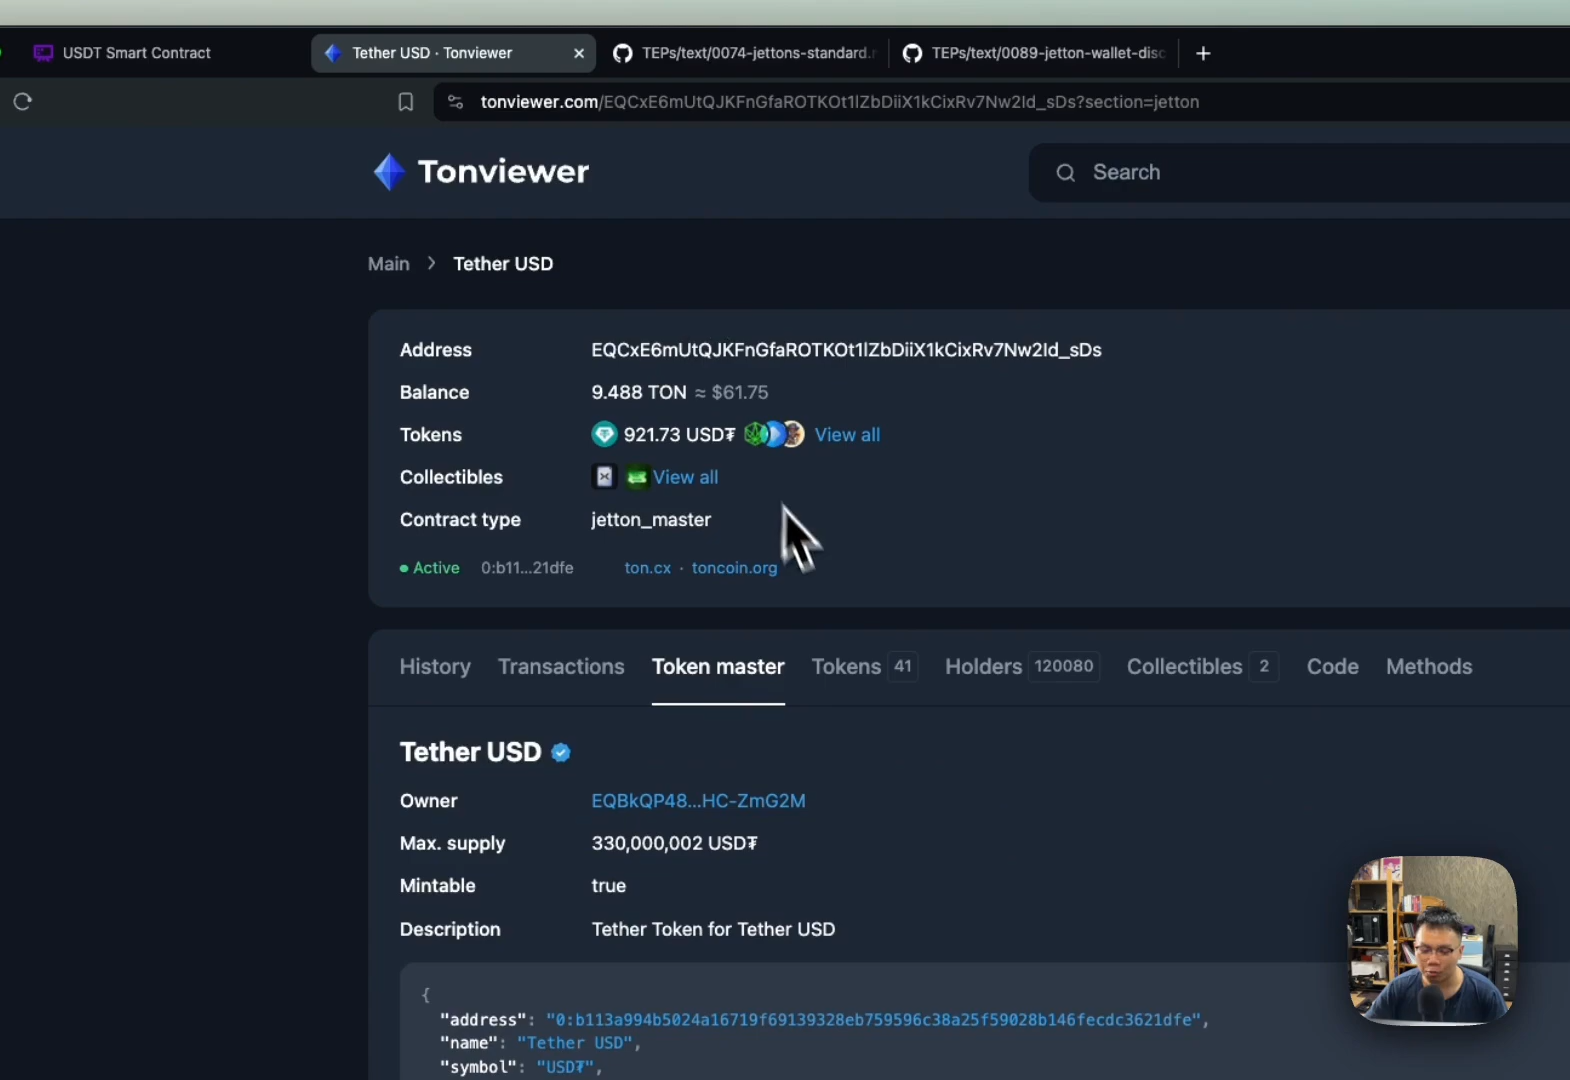 USDT Smart Contract
Tether USD · Tonviewer
TEPs/text/0074-jettons-standard.
TEPs/text/0089-jetton-wallet-disc
tonviewer.com/EQCxE6mUtQJKFnGfaROTKOt1lZbDiiX1kCixRv7Nw2Id_sDs?section=jetton
Tonviewer
Search
Main > Tether USD
Address EQCxE6mUtQJKFnGfaROTKOt1lZbDiiX1kCixRv7Nw2Id_sDs
Balance 9.488 TON ≈ $61.75
Tokens 921.73 USD₮ View all
Collectibles View all
Contract type jetton_master
Active 0:b11...21dfe ton.cx · toncoin.org
History Transactions Token master Tokens 41 Holders 120080 Collectibles 2 Code Methods
Tether USD
Owner EQBkQP48...HC-ZmG2M
Max. supply 330,000,002 USD₮
Mintable true
Description Tether Token for Tether USD
{
"address": "0:b113a994b5024a16719f69139328eb759596c38a25f59028b146fecdc3621dfe",
"name": "Tether USD",
"symbol": "USD₮",